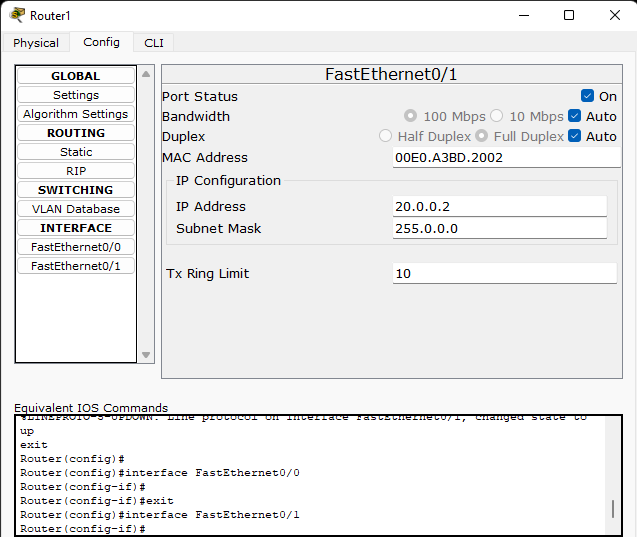 Router1
Physical Config CLI
GLOBAL
Settings
Algorithm Settings
ROUTING
Static
RIP
SWITCHING
VLAN Database
INTERFACE
FastEthernet0/0
FastEthernet0/1
FastEthernet0/1
Port Status On
Bandwidth 100 Mbps 10 Mbps Auto
Duplex Half Duplex Full Duplex Auto
MAC Address 00E0.A3BD.2002
IP Configuration
IP Address 20.0.0.2
Subnet Mask 255.0.0.0
Tx Ring Limit 10
Equivalent IOS Commands
%LINEPROTO-5-UPDOWN: Line protocol on Interface FastEthernet0/1, changed state to
up
exit
Router(config)#
Router(config)#interface FastEthernet0/0
Router(config-if)#
Router(config-if)#exit
Router(config)#interface FastEthernet0/1
Router(config-if)#